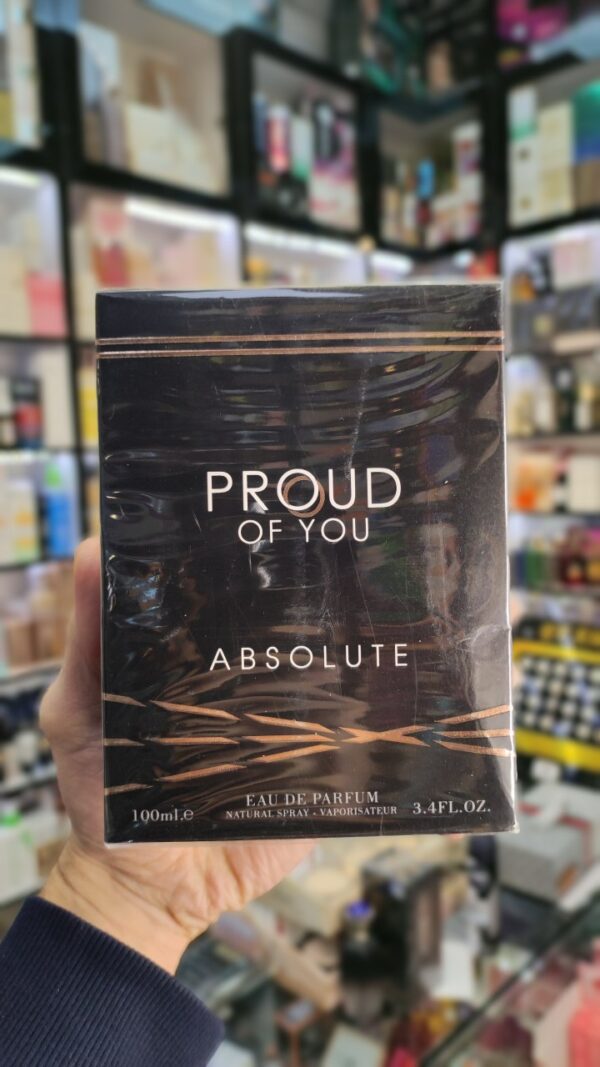 PROUD
OF YOU
ABSOLUTE
EAU DE PARFUM
100ml.e NATURAL SPRAY - VAPORISATEUR 3.4FL.OZ.